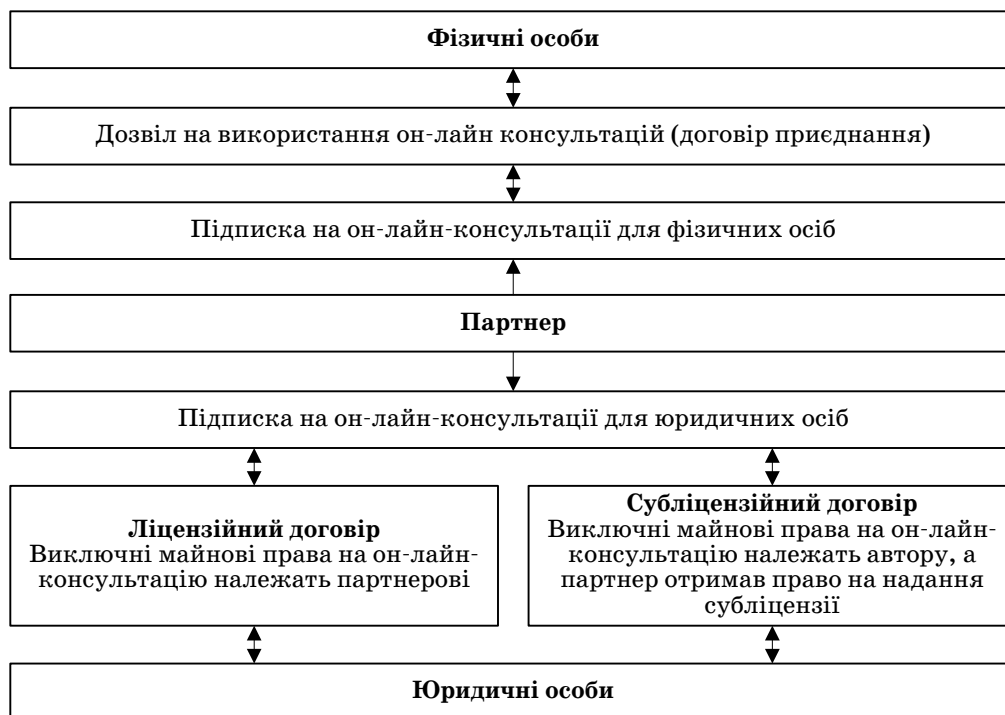 Фізичні особи
Дозвіл на використання он-лайн консультацій (договір приєднання)
Підписка на он-лайн-консультації для фізичних осіб
Партнер
Підписка на он-лайн-консультації для юридичних осіб
Ліцензійний договір
Виключні майнові права на он-лайн-
консультацію належать партнерові
Субліцензійний договір
Виключні майнові права на он-лайн-
консультацію належать автору, а
партнер отримав право на надання
субліцензії
Юридичні особи